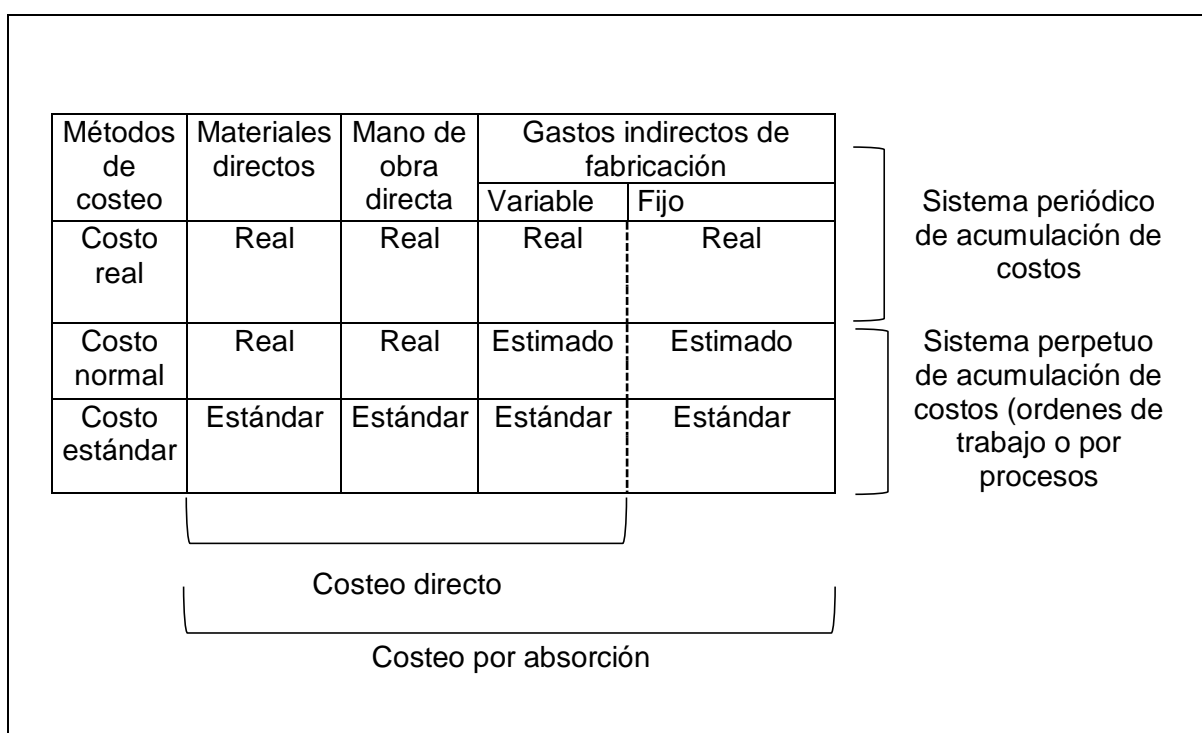 Métodos de costeo
Materiales directos
Mano de obra directa
Gastos indirectos de fabricación
Variable
Fijo
Costo real
Real
Real
Real
Real
Costo normal
Real
Real
Estimado
Estimado
Costo estándar
Estándar
Estándar
Estándar
Estándar
Sistema periódico
de acumulación de
costos
Sistema perpetuo
de acumulación de
costos (ordenes de
trabajo o por
procesos
Costeo directo
Costeo por absorción